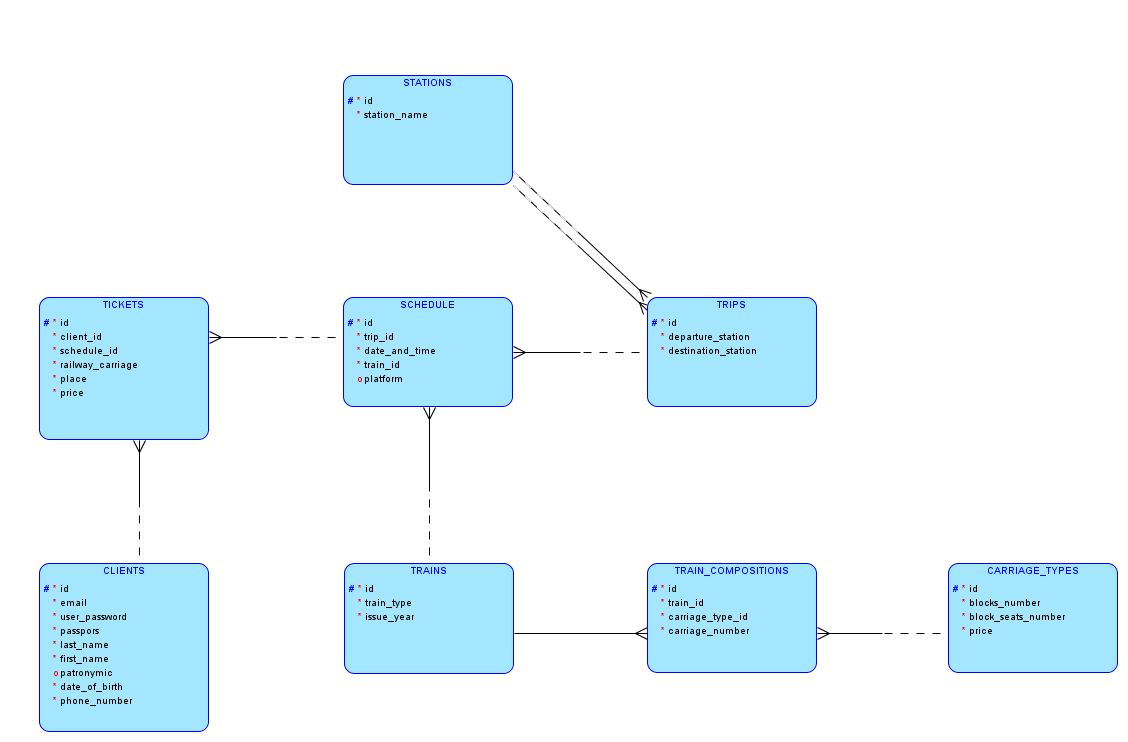 STATIONS
# * id
* station_name
TICKETS
# * id
* client_id
* schedule_id
* railway_carriage
* place
* price
SCHEDULE
# * id
* trip_id
* date_and_time
* train_id
o platform
TRIPS
# * id
* departure_station
* destination_station
CLIENTS
# * id
* email
* user_password
* passpors
* last_name
* first_name
o patronymic
* date_of_birth
* phone_number
TRAINS
# * id
* train_type
* issue_year
TRAIN_COMPOSITIONS
# * id
* train_id
* carriage_type_id
* carriage_number
CARRIAGE_TYPES
# * id
* blocks_number
* block_seats_number
* price